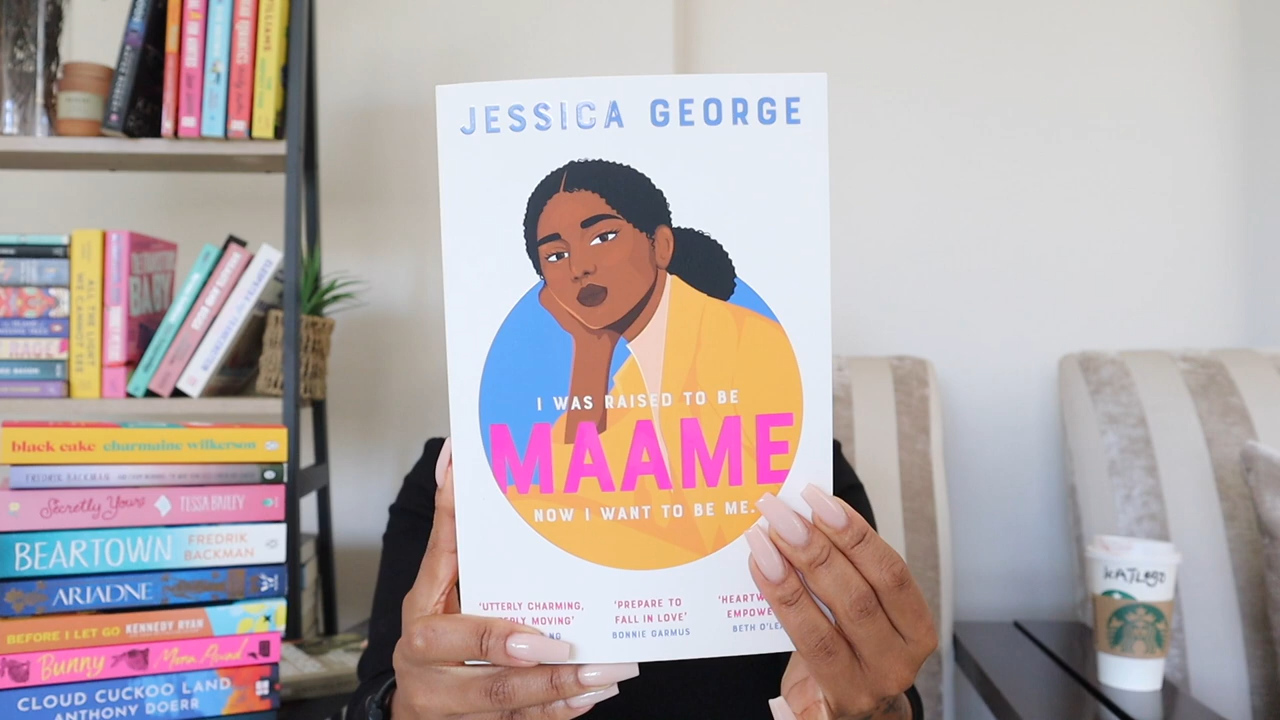 JESSICA GEORGE
I WAS RAISED TO BE
MAAME
NOW I WANT TO BE ME.
'UTTERLY CHARMING,
MOVING'
'PREPARE TO
FALL IN LOVE'
BONNIE GARMUS
BETH
ALL THE LIGHT
WE CANNOT SEE
black cake charmaine wilkerson
FREDRIK BACKMAN
Secretly Yours TESSA BAILEY
BEARTOWN FREDRIK
BACKMAN
ARIADNE
BEFORE I LET GO KENNEDY RYAN
Bunny Mona Awad
CLOUD CUCKOO LAND
ANTHONY DOERR
KATLEGO